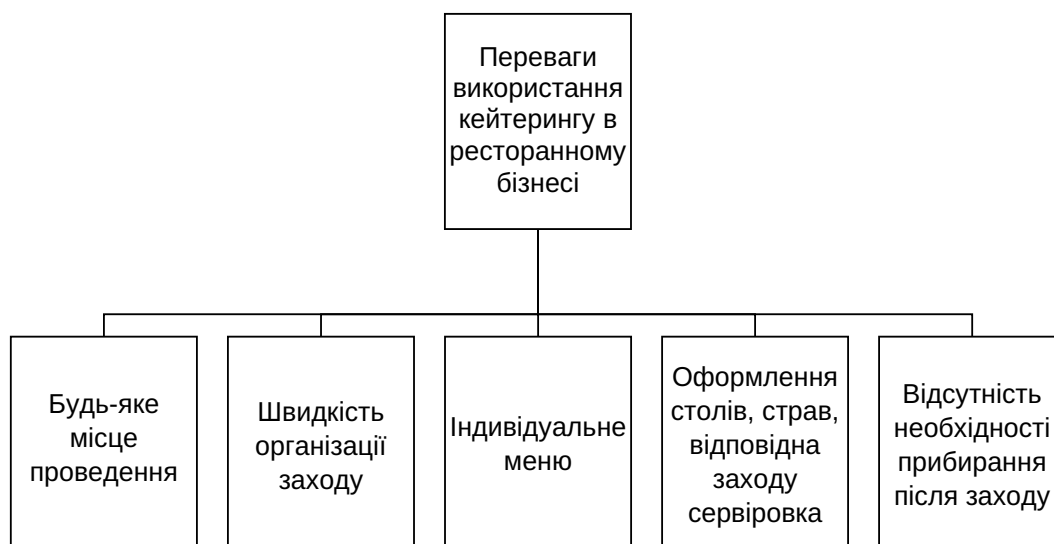 Переваги
використання
кейтерингу в
ресторанному
бізнесі
Будь-яке
місце
проведення
Швидкість
організації
заходу
Індивідуальне
меню
Оформлення
столів, страв,
відповідна
заходу
сервіровка
Відсутність
необхідності
прибирання
після заходу